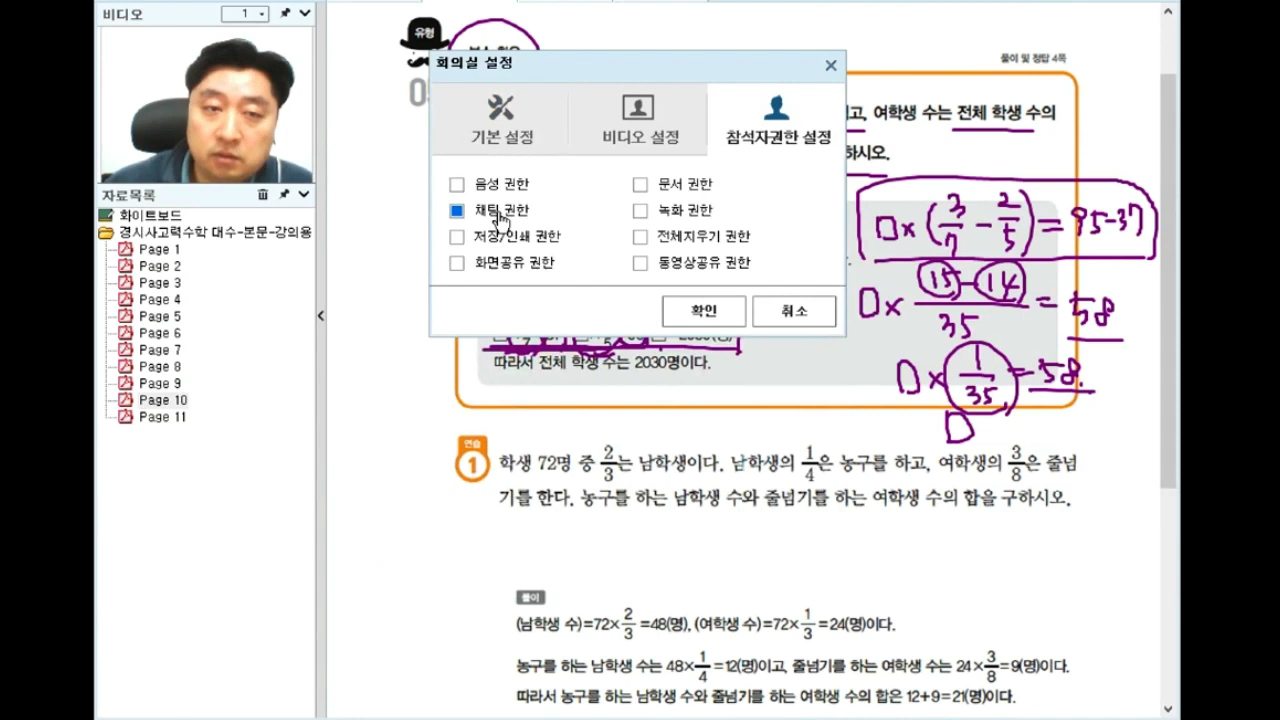 비디오
1
자료목록
화이트보드
경시사고력수학 대수-본문-강의용
Page 1
Page 2
Page 3
Page 4
Page 5
Page 6
Page 7
Page 8
Page 9
Page 10
Page 11
유형
풀이 및 정답 4쪽
회의실 설정
기본 설정
비디오 설정
참석자권한 설정
음성 권한
문서 권한
채팅 권한
녹화 권한
저장/인쇄 권한
전체지우기 권한
화면공유 권한
동영상공유 권한
확인
취소
고, 여학생 수는 전체 학생 수의
하시오.
□×(3/7-2/5)=95-37
□×(15-14)/35=58
□×1/35=58
□
따라서 전체 학생 수는 2030명이다.
연습
1
학생 72명 중 2/3는 남학생이다. 남학생의 1/4은 농구를 하고, 여학생의 3/8은 줄넘
기를 한다. 농구를 하는 남학생 수와 줄넘기를 하는 여학생 수의 합을 구하시오.
풀이
(남학생 수)=72×2/3=48(명), (여학생 수)=72×1/3=24(명)이다.
농구를 하는 남학생 수는 48×1/4=12(명)이고, 줄넘기를 하는 여학생 수는 24×3/8=9(명)이다.
따라서 농구를 하는 남학생 수와 줄넘기를 하는 여학생 수의 합은 12+9=21(명)이다.